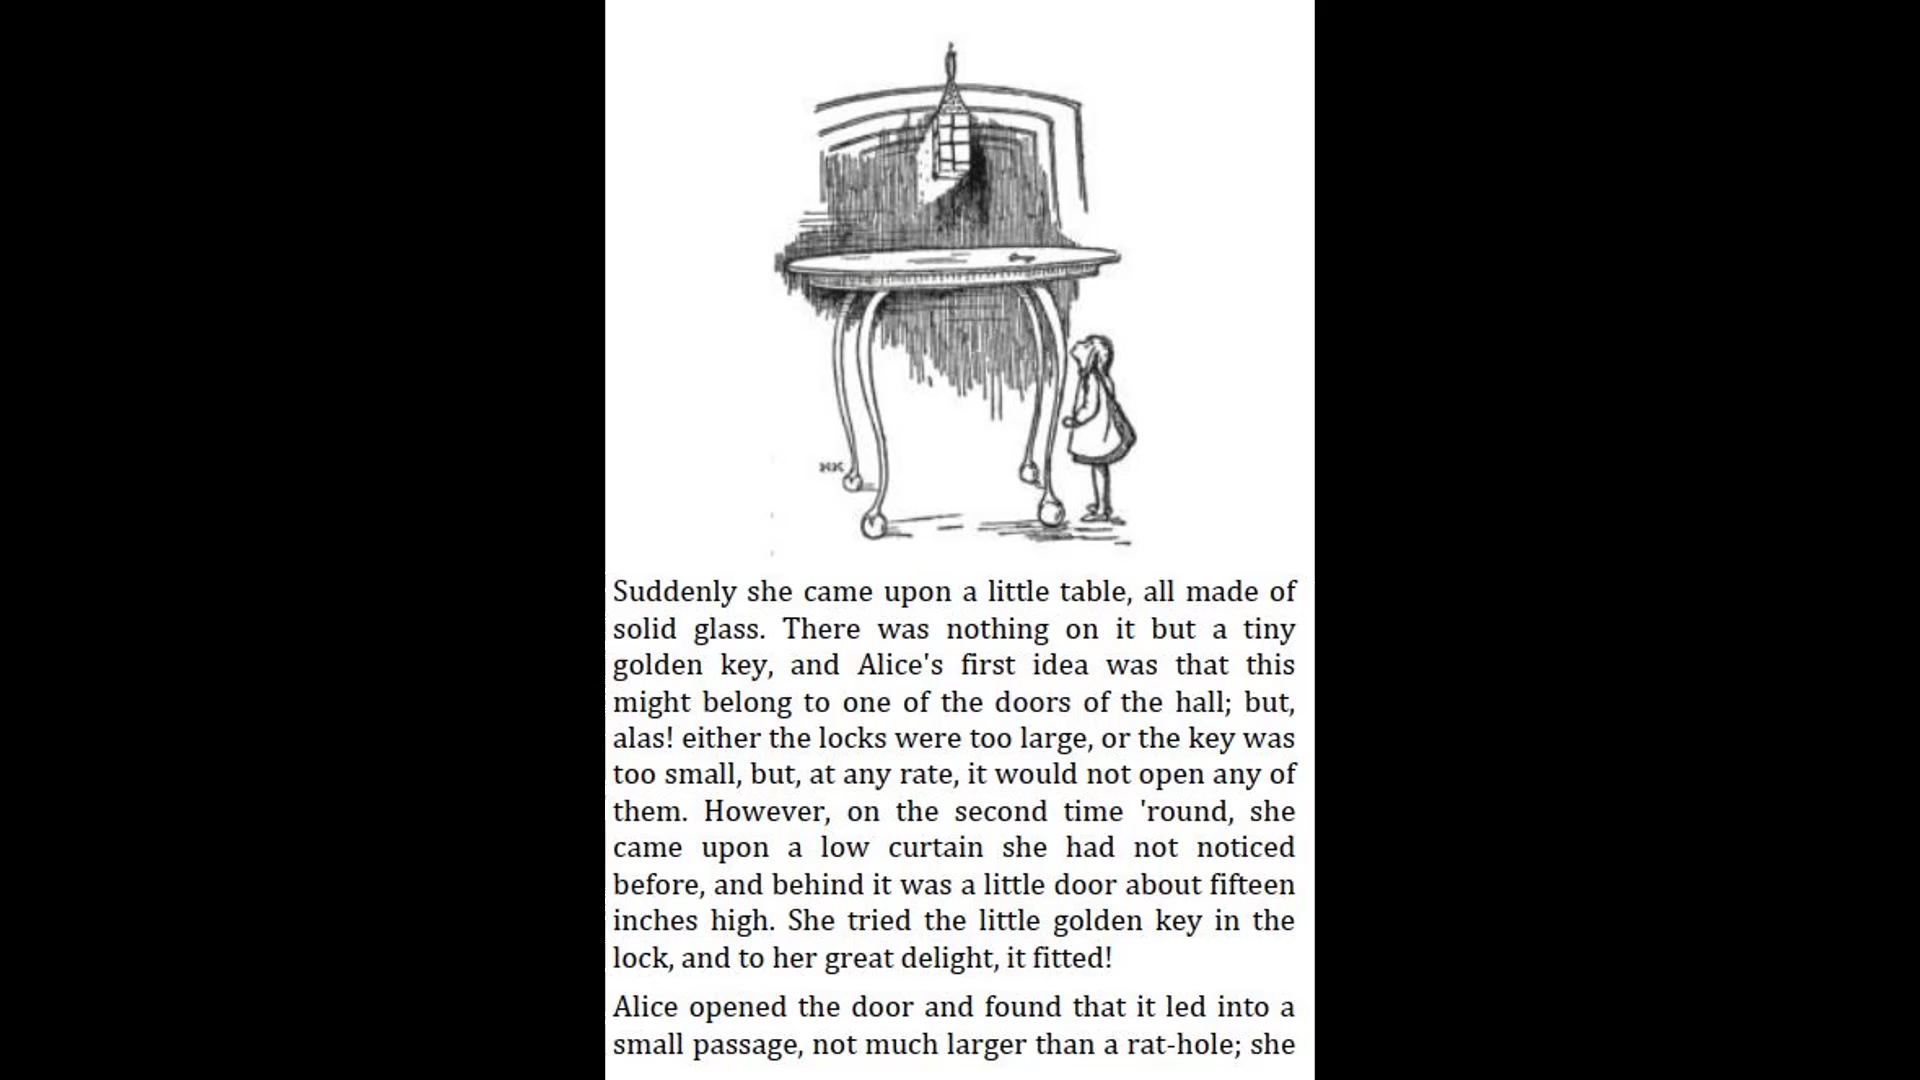 Suddenly she came upon a little table, all made of
solid glass. There was nothing on it but a tiny
golden key, and Alice's first idea was that this
might belong to one of the doors of the hall; but,
alas! either the locks were too large, or the key was
too small, but, at any rate, it would not open any of
them. However, on the second time 'round, she
came upon a low curtain she had not noticed
before, and behind it was a little door about fifteen
inches high. She tried the little golden key in the
lock, and to her great delight, it fitted!
Alice opened the door and found that it led into a
small passage, not much larger than a rat-hole; she